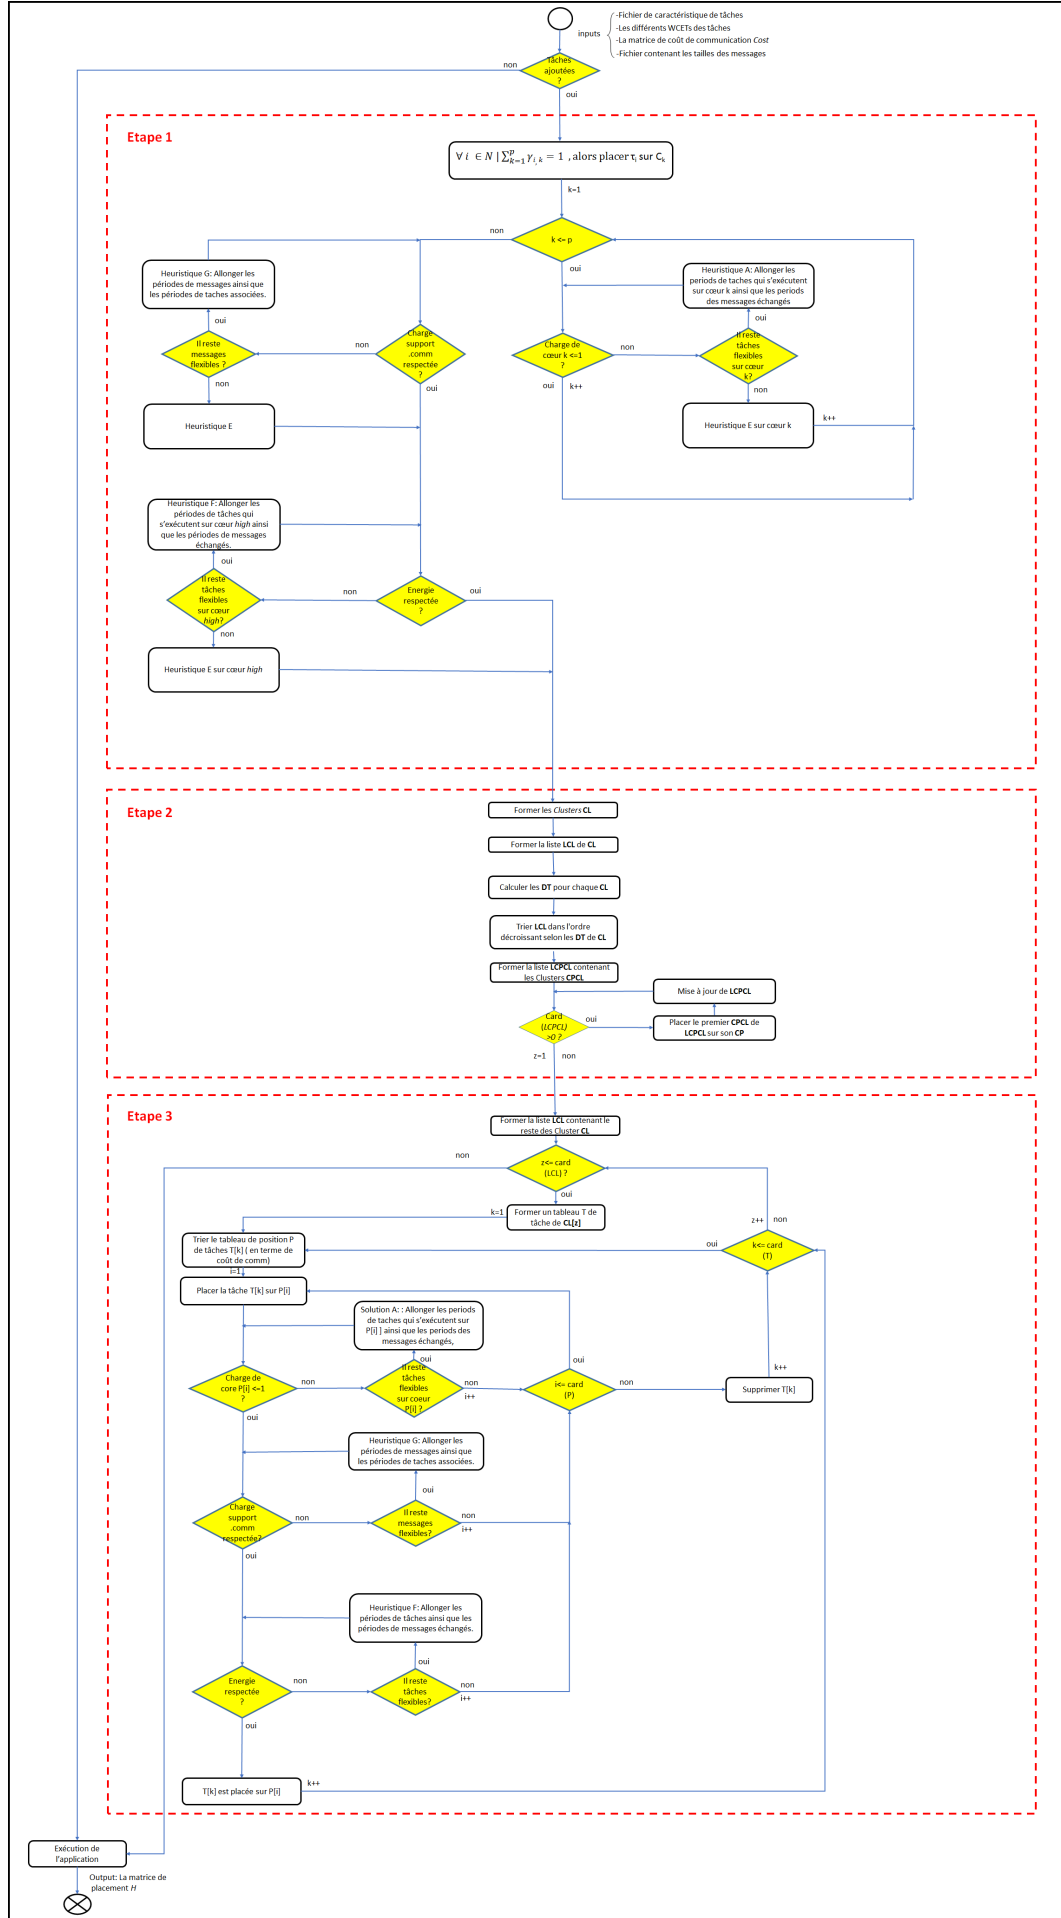 inputs
-Fichier de caractéristique de tâches
-Les différents WCETs des tâches
-La matrice de coût de communication Cost
-Fichier contenant les tailles des messages
non
Tâches
ajoutées
?
oui
Etape 1
∀ i ∈ N | ∑_{k=1}^{p} γ_{i,k} = 1 , alors placer τi sur Ck
k=1
non
k <= p
oui
Heuristique G: Allonger les
périodes de messages ainsi que
les périodes de taches associées.
Heuristique A: Allonger les
periods de taches qui s'exécutent
sur cœur k ainsi que les periods
des messages échangés
oui
oui
Il reste
messages
flexibles ?
non
Charge
support
.comm
respectée
?
Charge de
cœur k <=1
?
non
Il reste
tâches
flexibles
sur cœur
k?
non
oui
oui
k++
non
Heuristique E
Heuristique E sur cœur k
k++
Heuristique F: Allonger les
périodes de tâches qui
s'exécutent sur cœur high ainsi
que les périodes de messages
échangés.
oui
Il reste
tâches
flexibles
sur cœur
high?
non
Energie
respectée
?
oui
non
Heuristique E sur cœur high
Etape 2
Former les Clusters CL
Former la liste LCL de CL
Calculer les DT pour chaque CL
Trier LCL dans l'ordre
décroissant selon les DT de CL
Former la liste LCPCL contenant
les Clusters CPCL
Mise à jour de LCPCL
Card
(LCPCL)
>0 ?
oui
Placer le premier CPCL de
LCPCL sur son CP
z=1
non
Etape 3
Former la liste LCL contenant le
reste des Cluster CL
non
z<= card
(LCL) ?
oui
k=1
Former un tableau T de
tâche de CL[z]
z++
non
Trier le tableau de position P
de tâches T[k] ( en terme de
coût de comm)
oui
k<= card
(T)
i=1
Placer la tâche T[k] sur P[i]
Solution A: : Allonger les periods
de taches qui s'exécutent sur
P[i] ] ainsi que les periods des
messages échangés,
oui
oui
Charge de
core P[i] <=1
?
non
Il reste
tâches
flexibles
sur coeur
P[i] ?
non
i++
i<= card
(P)
non
k++
Supprimer T[k]
oui
Heuristique G: Allonger les
périodes de messages ainsi que
les périodes de taches associées.
oui
Charge
support
.comm
respectée?
non
Il reste
messages
flexibles?
non
i++
oui
Heuristique F: Allonger les
périodes de tâches ainsi que les
périodes de messages échangés.
oui
Energie
respectée
?
non
Il reste
tâches
flexibles?
non
i++
oui
T[k] est placée sur P[i]
k++
Exécution de
l'application
Output: La matrice de
placement H